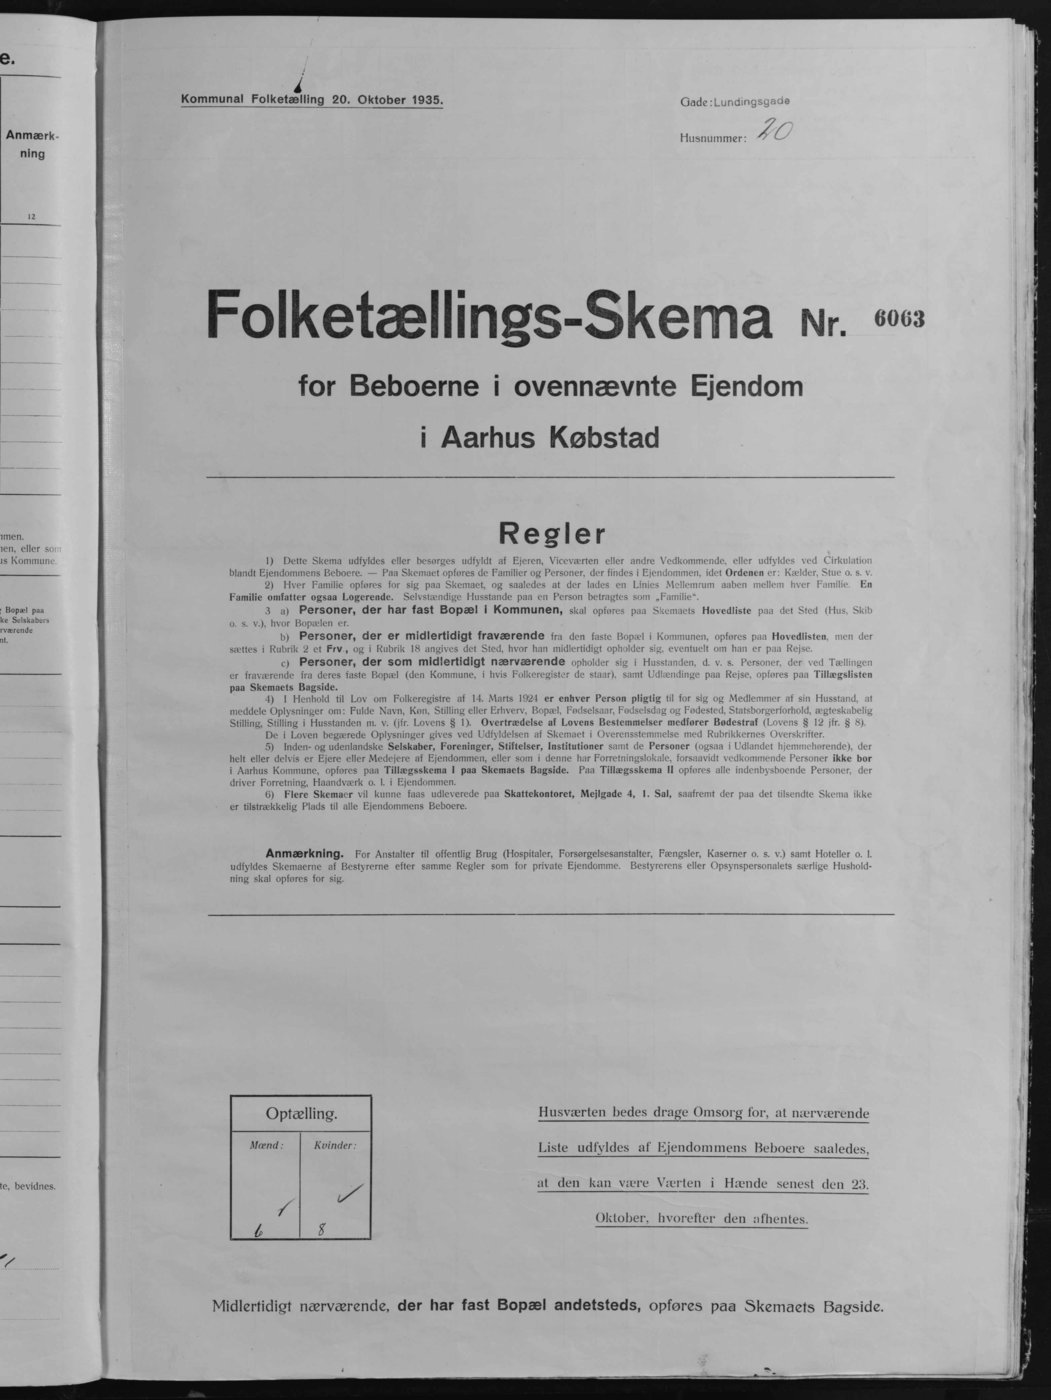 e.
Anmærk-
ning
12
nmen.
nen, eller som
us Kommune.
g Bopæl paa
ke Selskabers
rværende
nt.
te, bevidnes.
Kommunal Folketælling 20. Oktober 1935.
Gade: Lundingsgade
Husnummer: 20
Folketællings-Skema Nr. 6063
for Beboerne i ovennævnte Ejendom
i Aarhus Købstad
Regler
1) Dette Skema udfyldes eller besørges udfyldt af Ejeren, Viceværten eller andre Vedkommende, eller udfyldes ved Cirkulation
blandt Ejendommens Beboere. — Paa Skemaet opføres de Familier og Personer, der findes i Ejendommen, idet Ordenen er: Kælder, Stue o. s. v.
2) Hver Familie opføres for sig paa Skemaet, og saaledes at der lades en Linies Mellemrum aaben mellem hver Familie. En
Familie omfatter ogsaa Logerende. Selvstændige Husstande paa en Person betragtes som „Familie“.
3 a) Personer, der har fast Bopæl i Kommunen, skal opføres paa Skemaets Hovedliste paa det Sted (Hus, Skib
o. s. v.), hvor Bopælen er.
b) Personer, der er midlertidigt fraværende fra den faste Bopæl i Kommunen, opføres paa Hovedlisten, men der
sættes i Rubrik 2 et Frv., og i Rubrik 18 angives det Sted, hvor han midlertidigt opholder sig, eventuelt om han er paa Rejse.
c) Personer, der som midlertidigt nærværende opholder sig i Husstanden, d. v. s. Personer, der ved Tællingen
er fraværende fra deres faste Bopæl (den Kommune, i hvis Folkeregister de staar), samt Udlændinge paa Rejse, opføres paa Tillægslisten
paa Skemaets Bagside.
4) I Henhold til Lov om Folkeregistre af 14. Marts 1924 er enhver Person pligtig til for sig og Medlemmer af sin Husstand, at
meddele Oplysninger om: Fulde Navn, Køn, Stilling eller Erhverv, Bopæl, Fødselsaar, Fødselsdag og Fødested, Statsborgerforhold, ægteskabelig
Stilling, Stilling i Husstanden m. v. (jfr. Lovens § 1). Overtrædelse af Lovens Bestemmelser medfører Bødestraf (Lovens § 12 jfr. § 8).
De i Loven begærede Oplysninger gives ved Udfyldelsen af Skemaet i Overensstemmelse med Rubrikkernes Overskrifter.
5) Inden- og udenlandske Selskaber, Foreninger, Stiftelser, Institutioner samt de Personer (ogsaa i Udlandet hjemmehørende), der
helt eller delvis er Ejere eller Medejere af Ejendommen, eller som i denne har Forretningslokale, forsaavidt vedkommende Personer ikke bor
i Aarhus Kommune, opføres paa Tillægsskema I paa Skemaets Bagside. Paa Tillægsskema II opføres alle indenbysboende Personer, der
driver Forretning, Haandværk o. l. i Ejendommen.
6) Flere Skemaer vil kunne faas udleverede paa Skattekontoret, Mejlgade 4, 1. Sal, saafremt der paa det tilsendte Skema ikke
er tilstrækkelig Plads til alle Ejendommens Beboere.
Anmærkning. For Anstalter til offentlig Brug (Hospitaler, Forsørgelsesanstalter, Fængsler, Kaserner o. s. v.) samt Hoteller o. l.
udfyldes Skemaerne af Bestyrerne efter samme Regler som for private Ejendomme. Bestyrerens eller Opsynspersonalets særlige Hushold-
ning skal opføres for sig.
Optælling.
Mænd: Kvinder:
6 8
Husværten bedes drage Omsorg for, at nærværende
Liste udfyldes af Ejendommens Beboere saaledes,
at den kan være Værten i Hænde senest den 23.
Oktober, hvorefter den afhentes.
Midlertidigt nærværende, der har fast Bopæl andetsteds, opføres paa Skemaets Bagside.